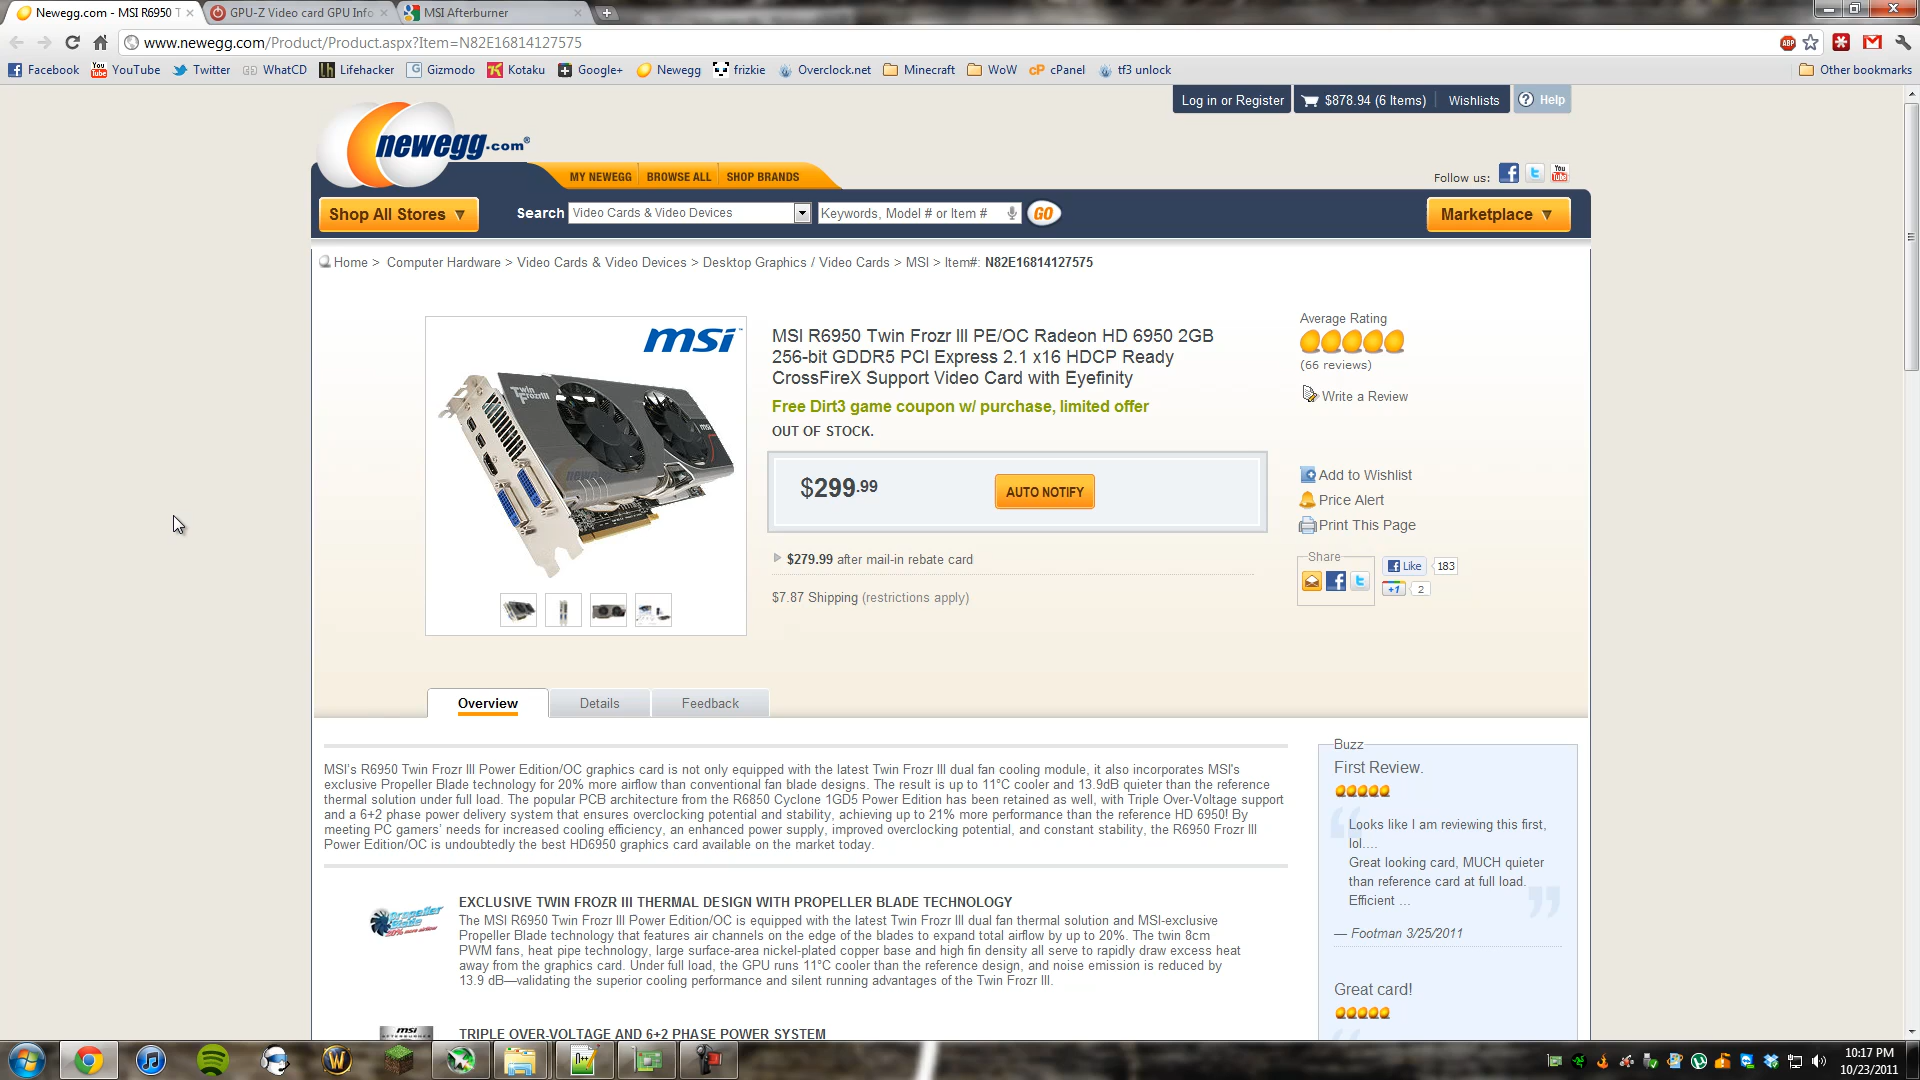 Newegg.com - MSI R6950 T
GPU-Z Video card GPU Info
MSI Afterburner
www.newegg.com/Product/Product.aspx?Item=N82E16814127575
ABP
Facebook
YouTube
Twitter
WhatCD
Lifehacker
Gizmodo
Kotaku
Google+
Newegg
frizkie
Overclock.net
Minecraft
WoW
cPanel
tf3 unlock
Other bookmarks
newegg.com®
Log in or Register
$878.94 (6 Items)
Wishlists
Help
MY NEWEGG
BROWSE ALL
SHOP BRANDS
Follow us:
Shop All Stores
Search
Video Cards & Video Devices
Keywords, Model # or Item #
GO
Marketplace
Home > Computer Hardware > Video Cards & Video Devices > Desktop Graphics / Video Cards > MSI > Item#: N82E16814127575
msi
MSI R6950 Twin Frozr III PE/OC Radeon HD 6950 2GB
256-bit GDDR5 PCI Express 2.1 x16 HDCP Ready
CrossFireX Support Video Card with Eyefinity
Free Dirt3 game coupon w/ purchase, limited offer
OUT OF STOCK.
$299.99
AUTO NOTIFY
$279.99 after mail-in rebate card
$7.87 Shipping (restrictions apply)
Average Rating
(66 reviews)
Write a Review
Add to Wishlist
Price Alert
Print This Page
Share
Like
183
+1
2
Overview
Details
Feedback
MSI's R6950 Twin Frozr III Power Edition/OC graphics card is not only equipped with the latest Twin Frozr III dual fan cooling module, it also incorporates MSI's
exclusive Propeller Blade technology for 20% more airflow than conventional fan blade designs. The result is up to 11°C cooler and 13.9dB quieter than the reference
thermal solution under full load. The popular PCB architecture from the R6850 Cyclone 1GD5 Power Edition has been retained as well, with Triple Over-Voltage support
and a 6+2 phase power delivery system that ensures overclocking potential and stability, achieving up to 21% more performance than the reference HD 6950! By
meeting PC gamers' needs for increased cooling efficiency, an enhanced power supply, improved overclocking potential, and constant stability, the R6950 Frozr III
Power Edition/OC is undoubtedly the best HD6950 graphics card available on the market today.
EXCLUSIVE TWIN FROZR III THERMAL DESIGN WITH PROPELLER BLADE TECHNOLOGY
The MSI R6950 Twin Frozr III Power Edition/OC is equipped with the latest Twin Frozr III dual fan thermal solution and MSI-exclusive
Propeller Blade technology that features air channels on the edge of the blades to expand total airflow by up to 20%. The twin 8cm
PWM fans, heat pipe technology, large surface-area nickel-plated copper base and high fin density all serve to rapidly draw excess heat
away from the graphics card. Under full load, the GPU runs 11°C cooler than the reference design, and noise emission is reduced by
13.9 dB—validating the superior cooling performance and silent running advantages of the Twin Frozr III.
msi
TRIPLE OVER-VOLTAGE AND 6+2 PHASE POWER SYSTEM
Buzz
First Review.
Looks like I am reviewing this first,
lol....
Great looking card, MUCH quieter
than reference card at full load.
Efficient ...
— Footman 3/25/2011
Great card!
10:17 PM
10/23/2011